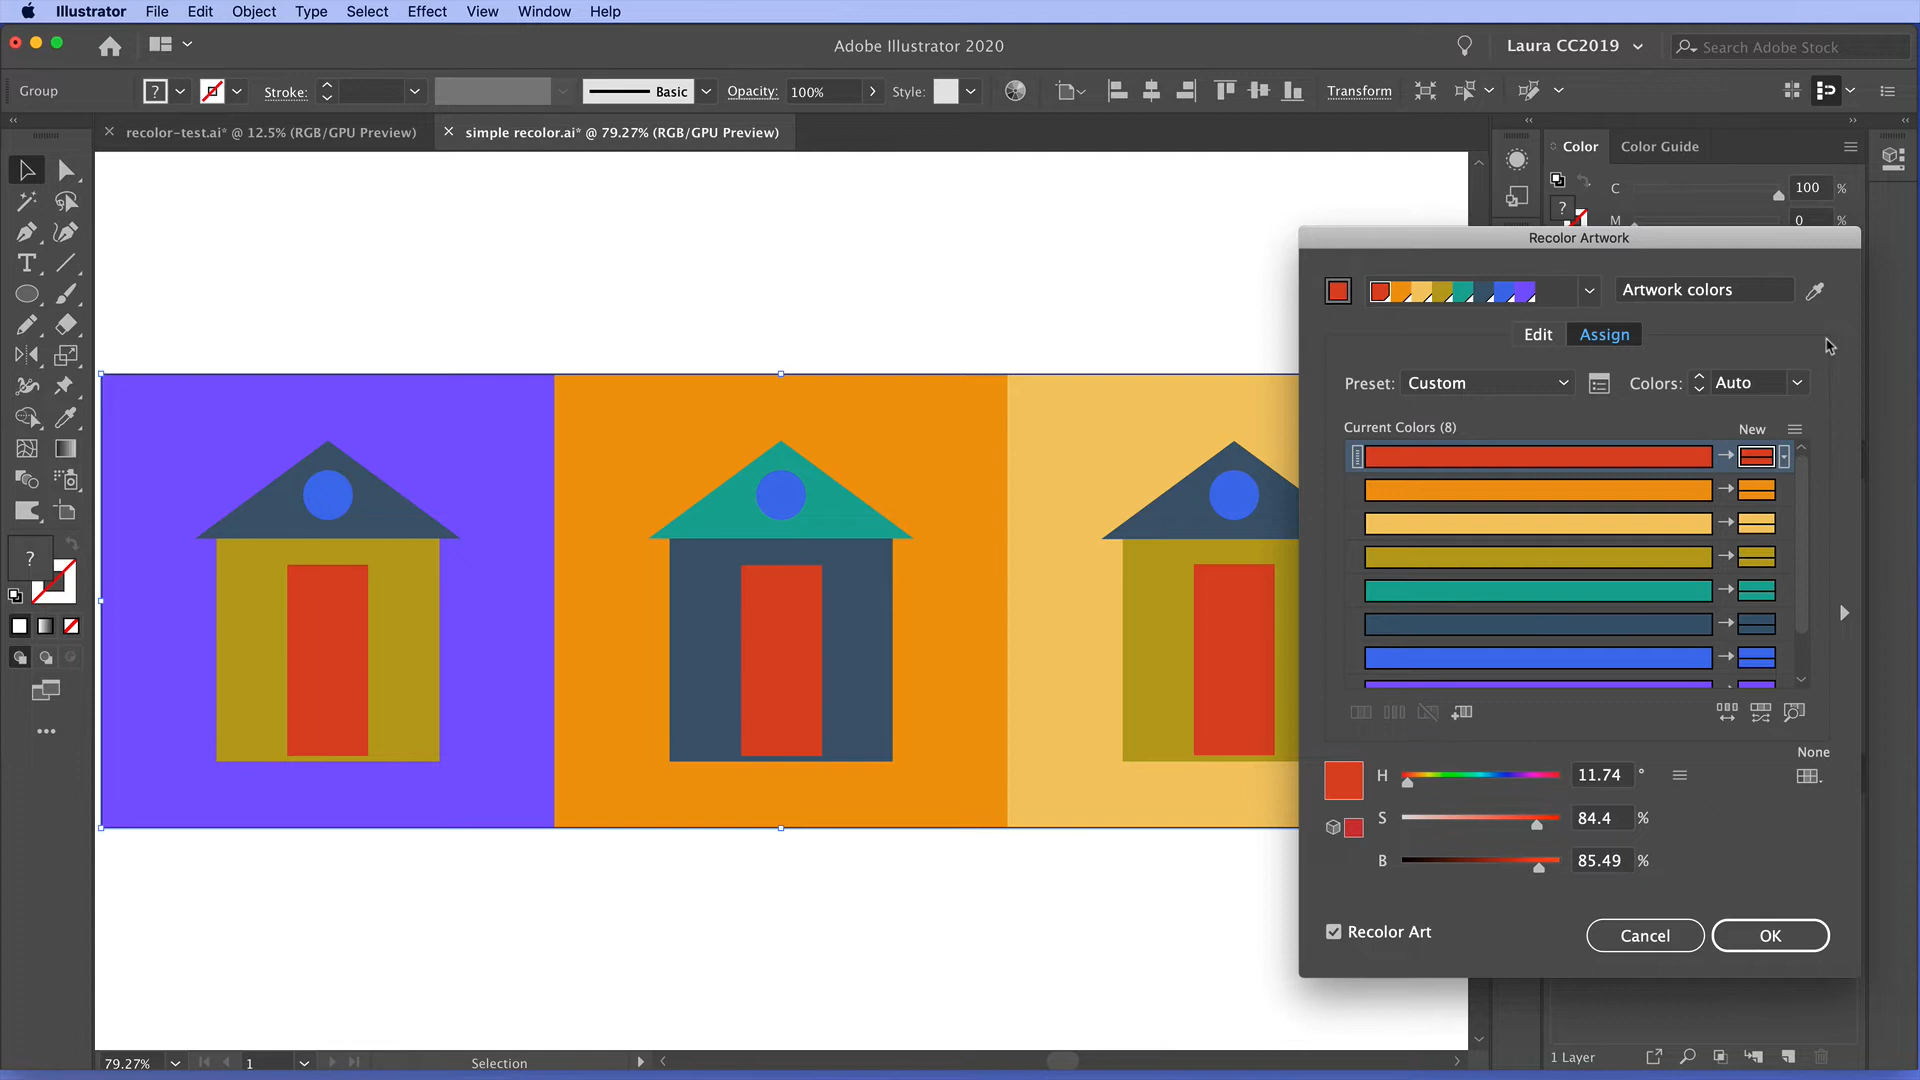 Illustrator File Edit Object Type Select Effect View Window Help
Adobe Illustrator 2020
Laura CC2019
Search Adobe Stock
Group
?
Stroke:
Basic
Opacity: 100%
Style:
Transform
recolor-test.ai* @ 12.5% (RGB/GPU Preview)
simple recolor.ai* @ 79.27% (RGB/GPU Preview)
Color
Color Guide
C 100 %
?
M 0 %
Recolor Artwork
Artwork colors
Edit
Assign
Preset: Custom
Colors: Auto
Current Colors (8)
New
?
None
H 11.74 °
S 84.4 %
B 85.49 %
Recolor Art
Cancel
OK
79.27%
1
Selection
1 Layer